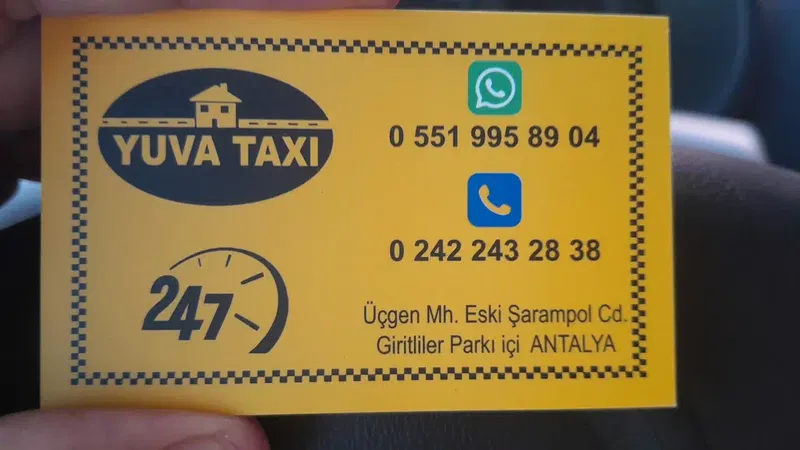 YUVA TAXI
0 551 995 89 04
0 242 243 28 38
247
Üçgen Mh. Eski Şarampol Cd.
Giritliler Parkı içi ANTALYA